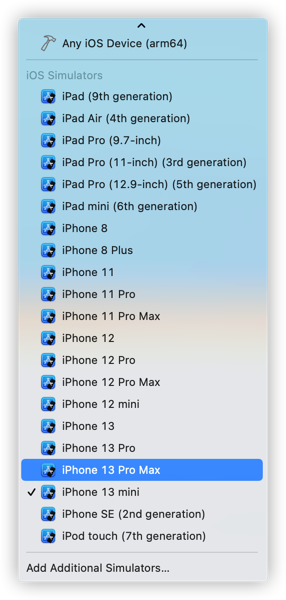 Any iOS Device (arm64)
iOS Simulators
iPad (9th generation)
iPad Air (4th generation)
iPad Pro (9.7-inch)
iPad Pro (11-inch) (3rd generation)
iPad Pro (12.9-inch) (5th generation)
iPad mini (6th generation)
iPhone 8
iPhone 8 Plus
iPhone 11
iPhone 11 Pro
iPhone 11 Pro Max
iPhone 12
iPhone 12 Pro
iPhone 12 Pro Max
iPhone 12 mini
iPhone 13
iPhone 13 Pro
iPhone 13 Pro Max
iPhone 13 mini
iPhone SE (2nd generation)
iPod touch (7th generation)
Add Additional Simulators...